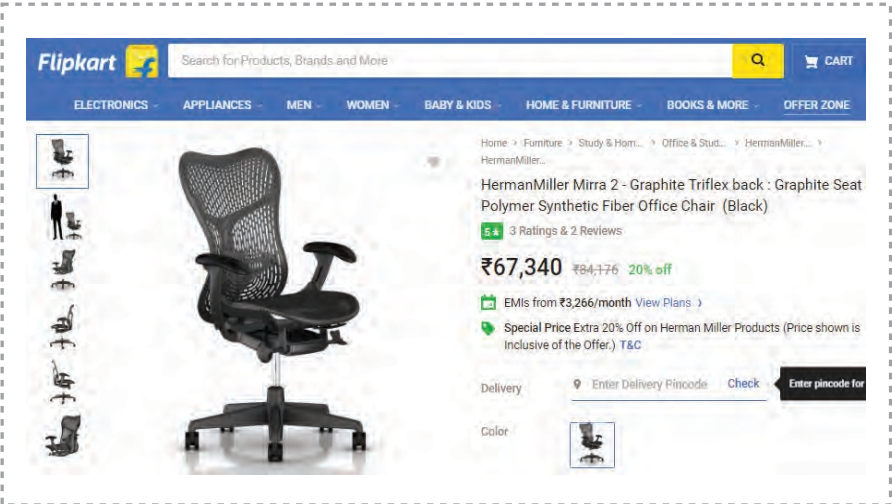 Flipkart
Search for Products, Brands and More
CART
ELECTRONICS
APPLIANCES
MEN
WOMEN
BABY & KIDS
HOME & FURNITURE
BOOKS & MORE
OFFER ZONE
Home > Furniture > Study & Hom... > Office & Stud... > HermanMiller... >
HermanMiller...
HermanMiller Mirra 2 - Graphite Triflex back : Graphite Seat
Polymer Synthetic Fiber Office Chair (Black)
5★ 3 Ratings & 2 Reviews
₹67,340 ₹84,176 20% off
EMIs from ₹3,266/month View Plans >
Special Price Extra 20% Off on Herman Miller Products (Price shown is
Inclusive of the Offer.) T&C
Delivery
Enter Delivery Pincode
Check
Enter pincode for
Color